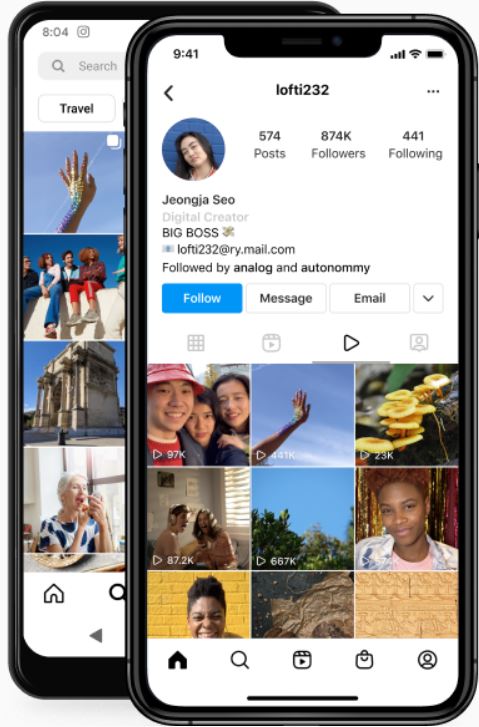 8:04
Search
Travel
9:41
lofti232
574 874K 441
Posts Followers Following
Jeongja Seo
Digital Creator
BIG BOSS
lofti232@ry.mail.com
Followed by analog and autonommy
Follow Message Email
97K 441K 23K
87.2K 667K